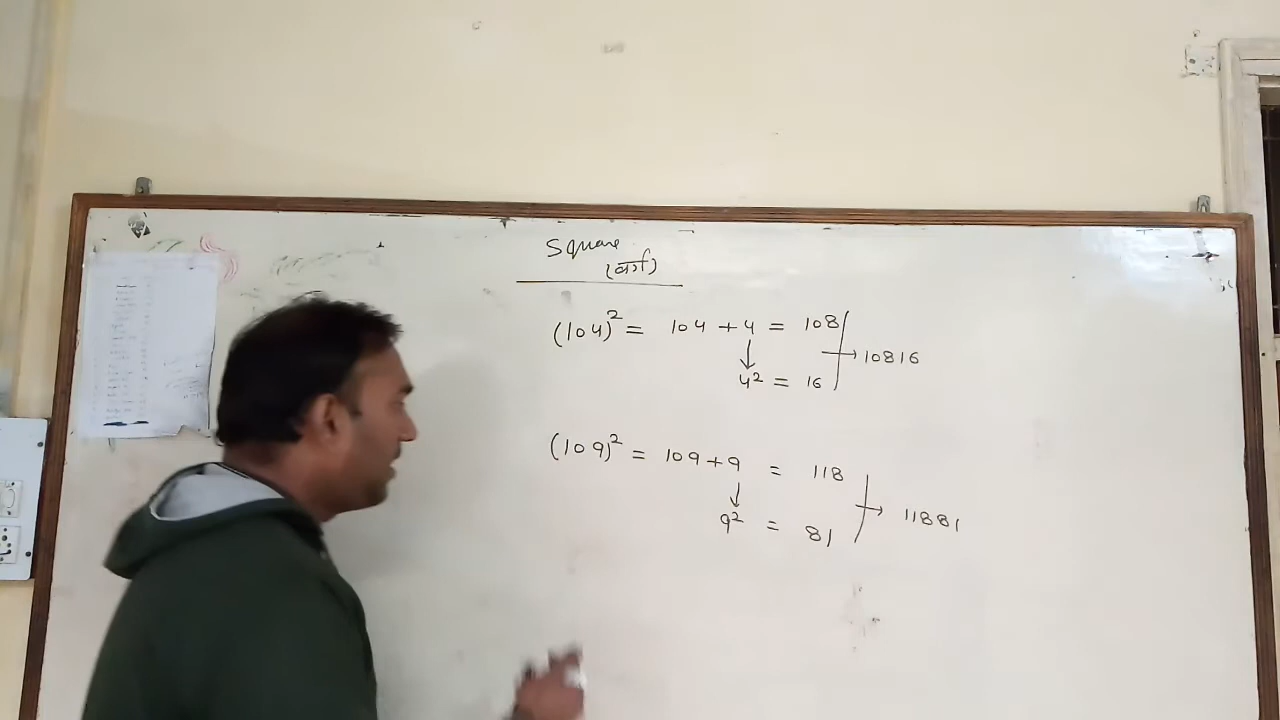 Square
(वर्ग)
(104)² = 104 + 4 = 108
→ 10816
↓
4² = 16
(109)² = 109 + 9 = 118
→ 11881
↓
9² = 81